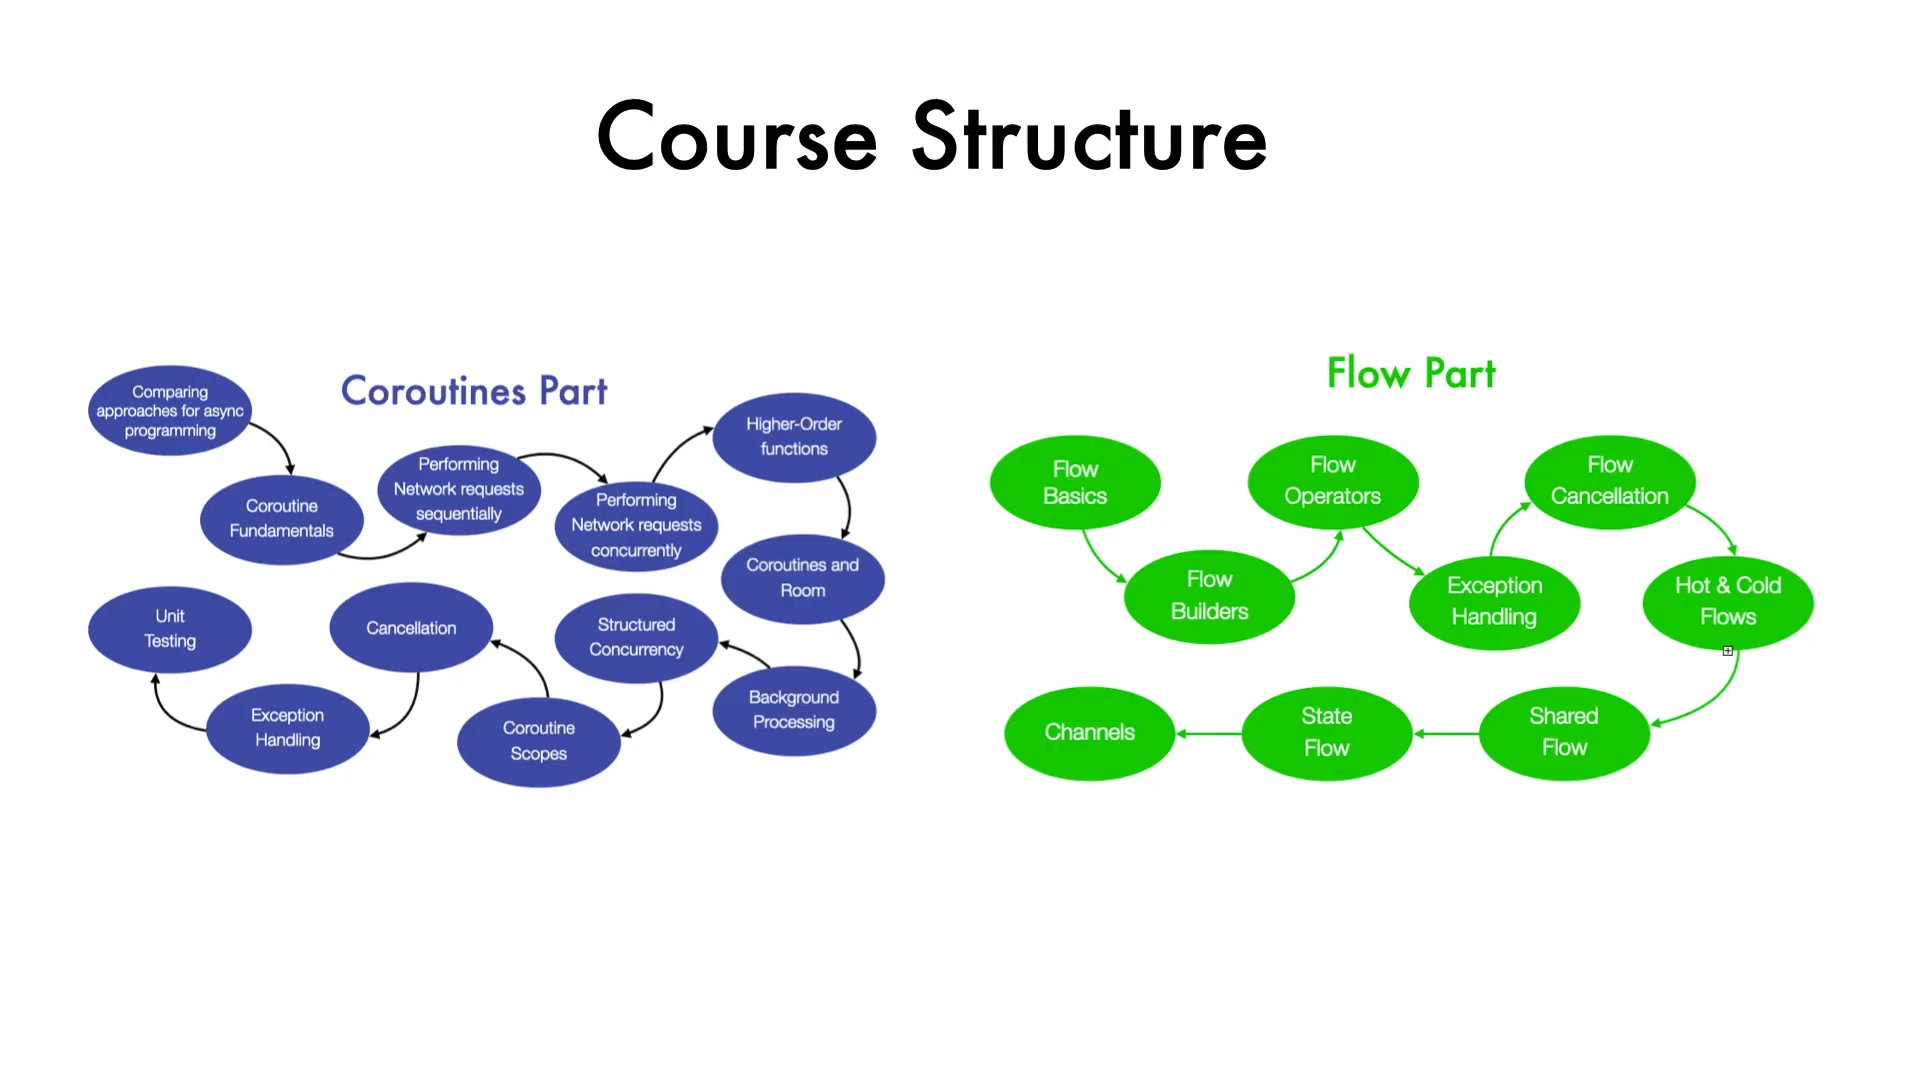 Course Structure
Coroutines Part
Comparing
approaches for async
programming
Coroutine
Fundamentals
Performing
Network requests
sequentially
Performing
Network requests
concurrently
Higher-Order
functions
Coroutines and
Room
Background
Processing
Structured
Concurrency
Coroutine
Scopes
Cancellation
Exception
Handling
Unit
Testing
Flow Part
Flow
Basics
Flow
Builders
Flow
Operators
Exception
Handling
Flow
Cancellation
Hot & Cold
Flows
Shared
Flow
State
Flow
Channels